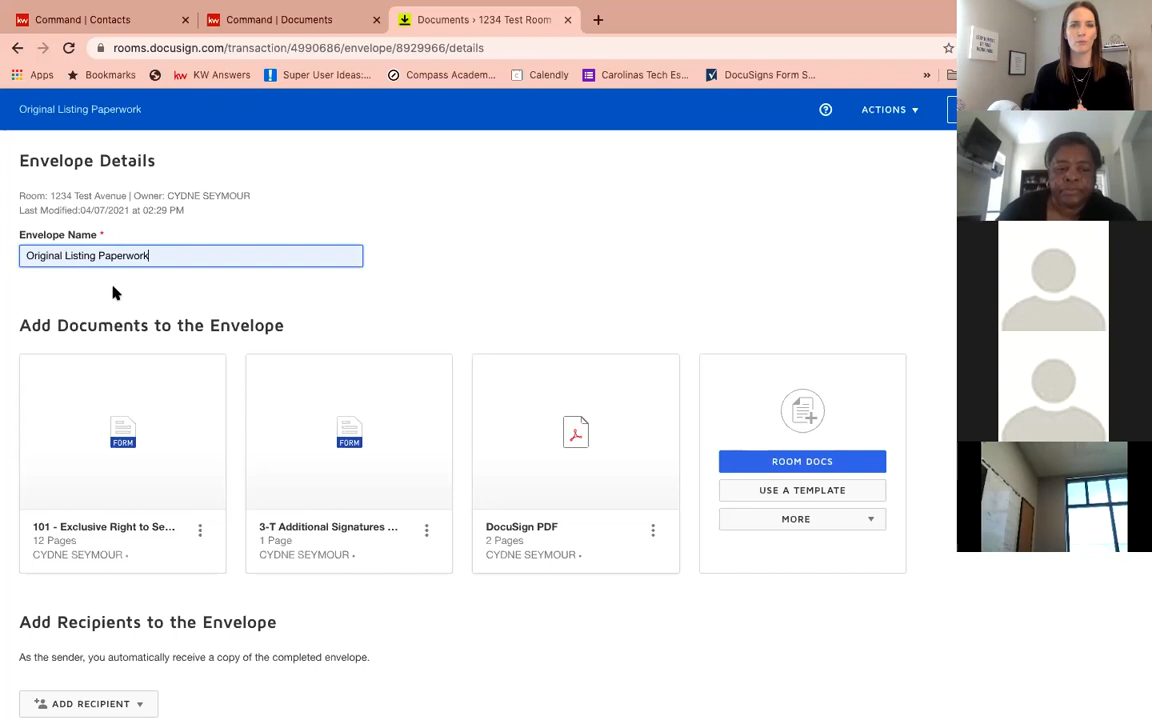 Command | Contacts
Command | Documents
Documents › 1234 Test Room
rooms.docusign.com/transaction/4990686/envelope/8929966/details
Apps
Bookmarks
KW Answers
Super User Ideas:...
Compass Academ...
Calendly
Carolinas Tech Es...
DocuSigns Form S...
Original Listing Paperwork
ACTIONS
Envelope Details
Room: 1234 Test Avenue | Owner: CYDNE SEYMOUR
Last Modified:04/07/2021 at 02:29 PM
Envelope Name *
Original Listing Paperwork
Add Documents to the Envelope
FORM
FORM
ROOM DOCS
USE A TEMPLATE
MORE
101 - Exclusive Right to Se...
12 Pages
CYDNE SEYMOUR •
3-T Additional Signatures ...
1 Page
CYDNE SEYMOUR •
DocuSign PDF
2 Pages
CYDNE SEYMOUR •
Add Recipients to the Envelope
As the sender, you automatically receive a copy of the completed envelope.
ADD RECIPIENT